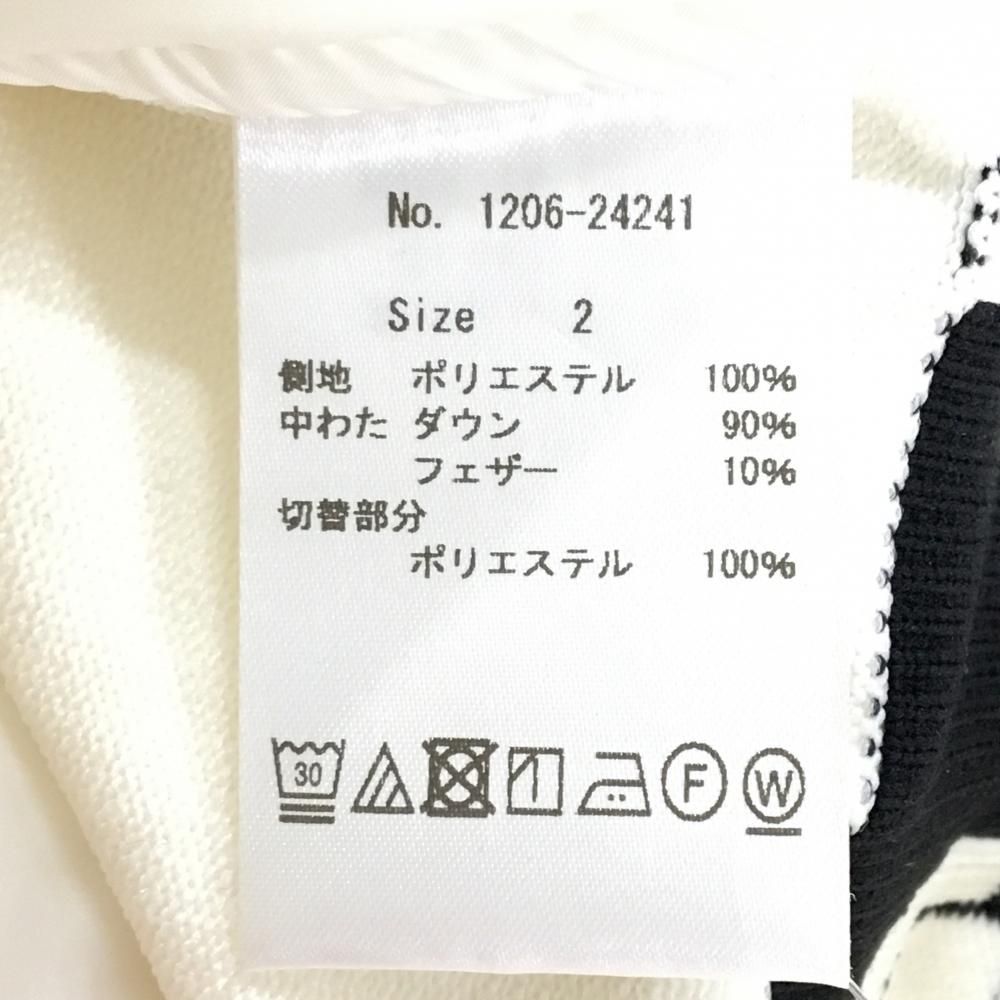 No. 1206-24241
Size 2
側地 ポリエステル 100%
中わた ダウン 90%
フェザー 10%
切替部分
ポリエステル 100%
30 F W